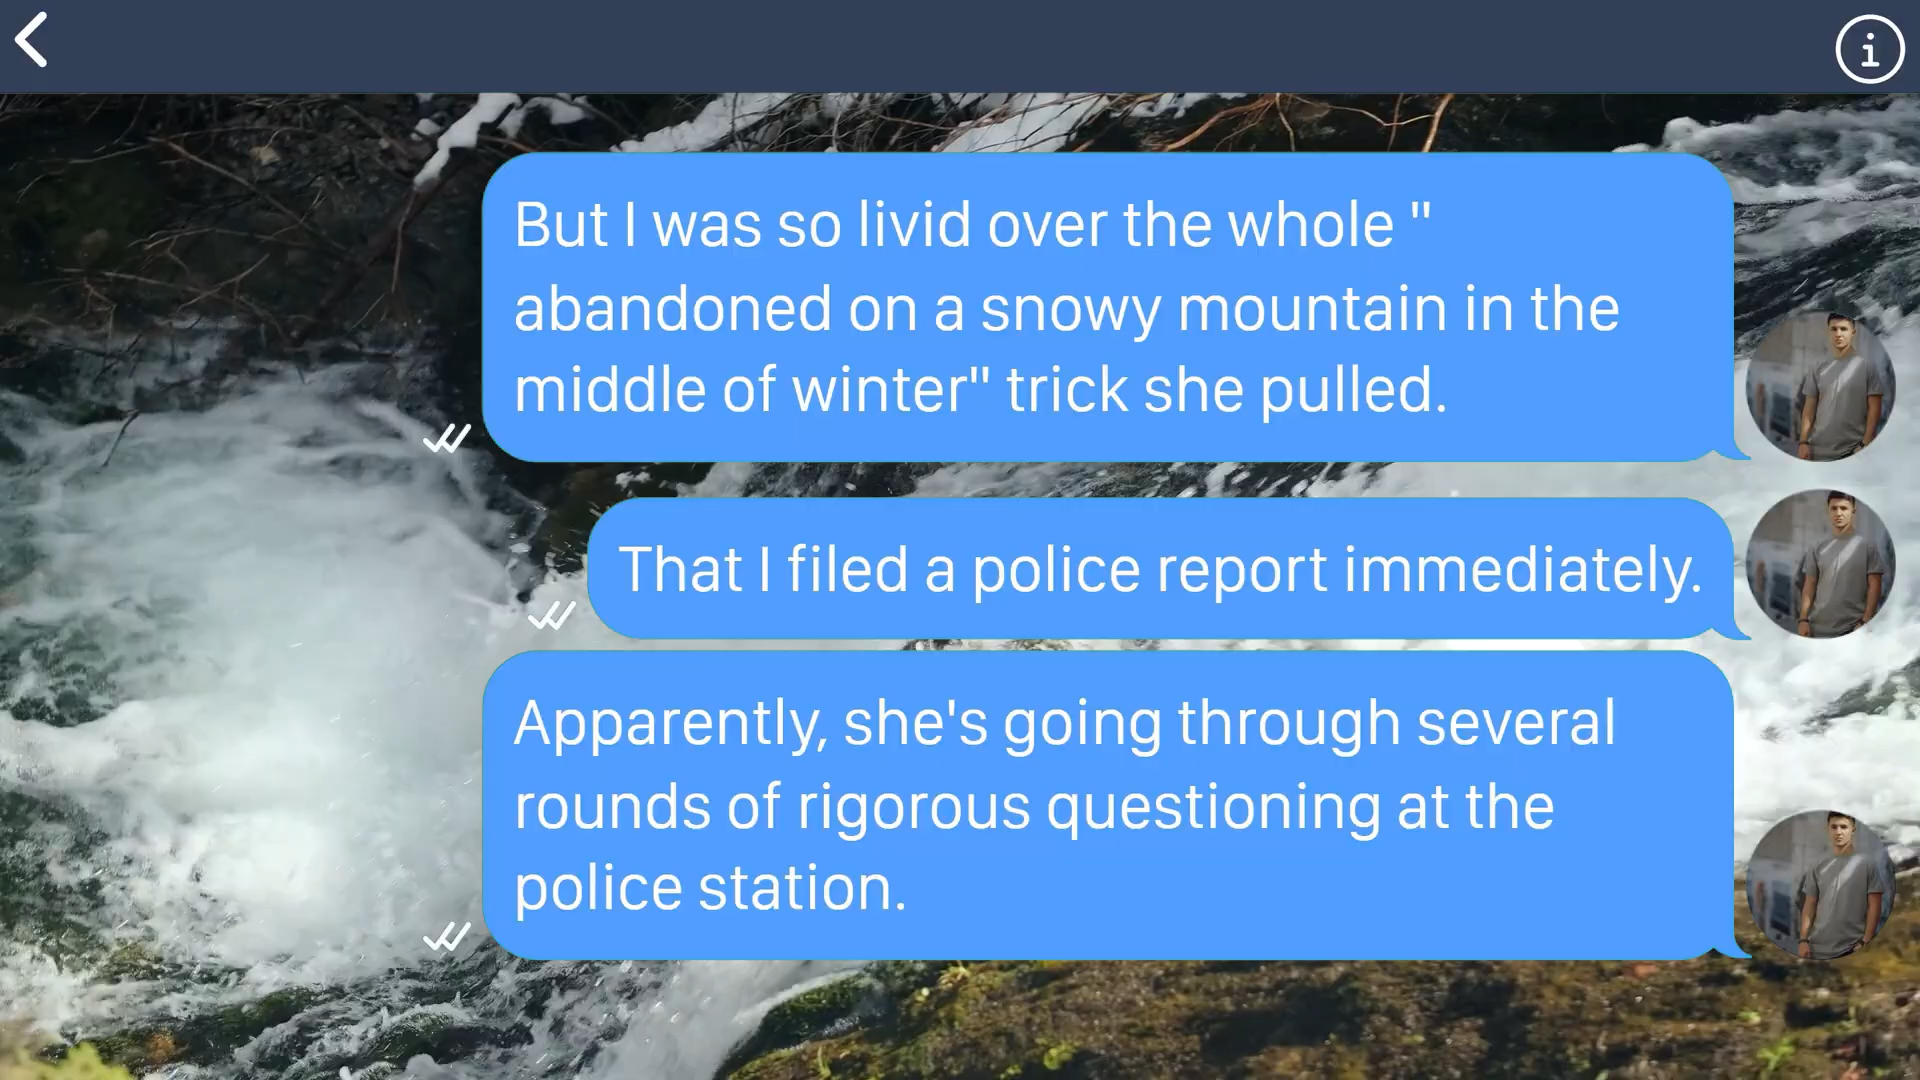 But I was so livid over the whole "
abandoned on a snowy mountain in the
middle of winter" trick she pulled.
That I filed a police report immediately.
Apparently, she's going through several
rounds of rigorous questioning at the
police station.